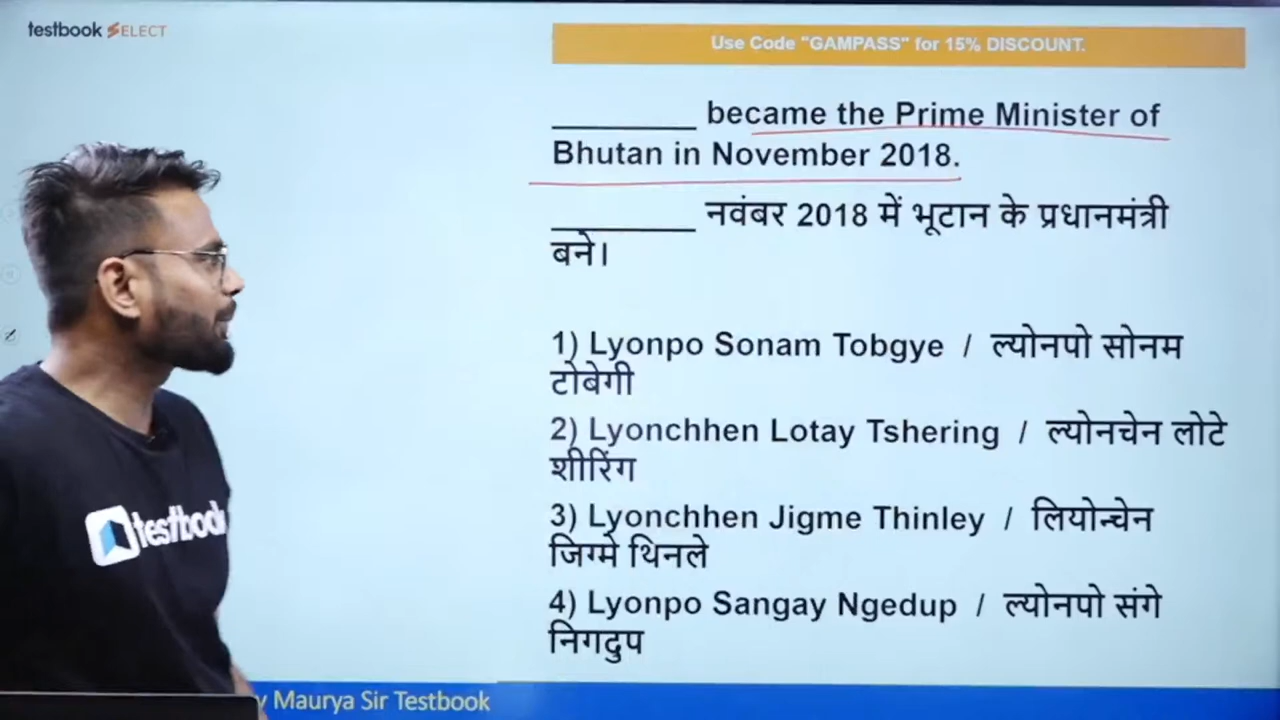 testbook SELECT
Use Code "GAMPASS" for 15% DISCOUNT.
________ became the Prime Minister of
Bhutan in November 2018.
________ नवंबर 2018 में भूटान के प्रधानमंत्री
बने।
1) Lyonpo Sonam Tobgye / ल्योनपो सोनम
टोबेगी
2) Lyonchhen Lotay Tshering / ल्योनचेन लोटे
शीरिंग
3) Lyonchhen Jigme Thinley / लियोन्चेन
जिग्मे थिनले
4) Lyonpo Sangay Ngedup / ल्योनपो संगे
निगदुप
testbook
Maurya Sir Testbook